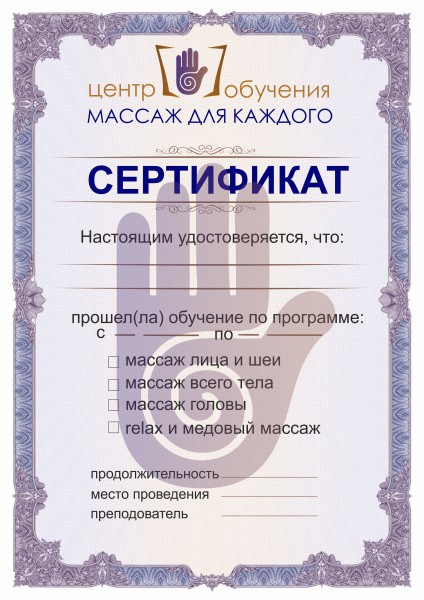 центр обучения
МАССАЖ ДЛЯ КАЖДОГО
СЕРТИФИКАТ
Настоящим удостоверяется, что:
прошел(ла) обучение по программе:
с по
массаж лица и шеи
массаж всего тела
массаж головы
relax и медовый массаж
продолжительность
место проведения
преподаватель